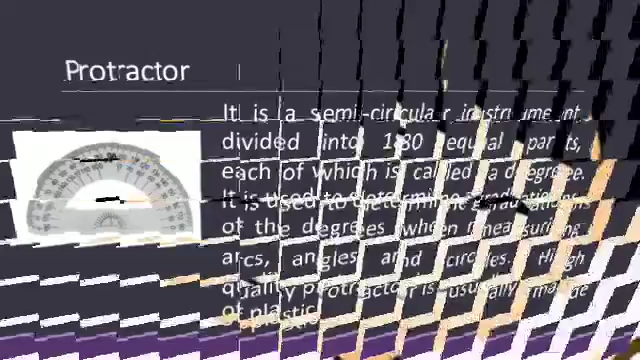 Protractor
It is a semi-circular instrument
divided into 180 equal parts,
each of which is called a degree.
It is used to determine graduations
of the degrees when measuring
arcs, angles and circles. High
quality protractor is usually made
of plastic